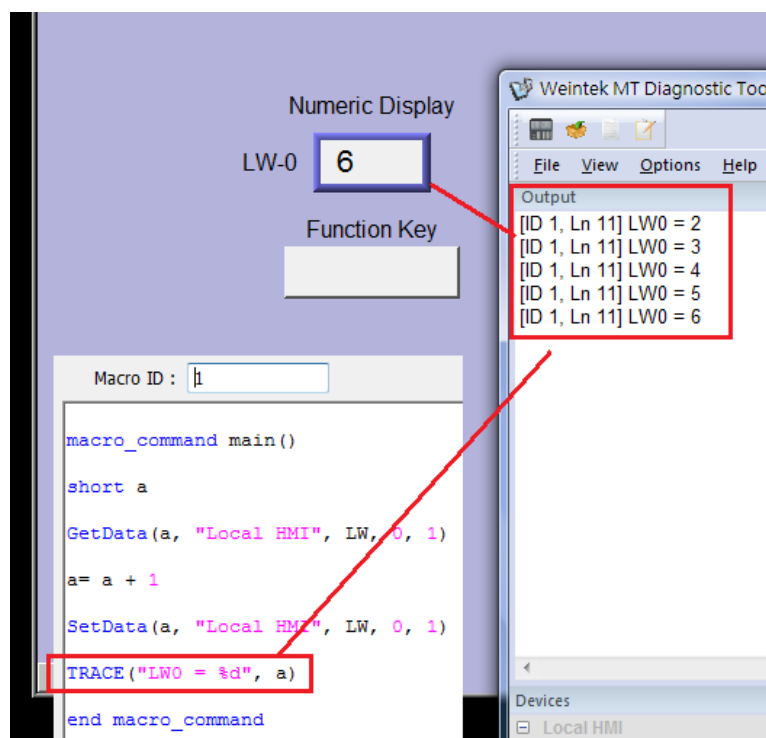 Numeric Display
LW-0
6
Function Key
Macro ID :
1
macro_command main()
short a
GetData(a, "Local HMI", LW, 0, 1)
a= a + 1
SetData(a, "Local HMI", LW, 0, 1)
TRACE("LW0 = %d", a)
end macro_command
Weintek MT Diagnostic Too
File View Options Help
Output
[ID 1, Ln 11] LW0 = 2
[ID 1, Ln 11] LW0 = 3
[ID 1, Ln 11] LW0 = 4
[ID 1, Ln 11] LW0 = 5
[ID 1, Ln 11] LW0 = 6
Devices
Local HMI